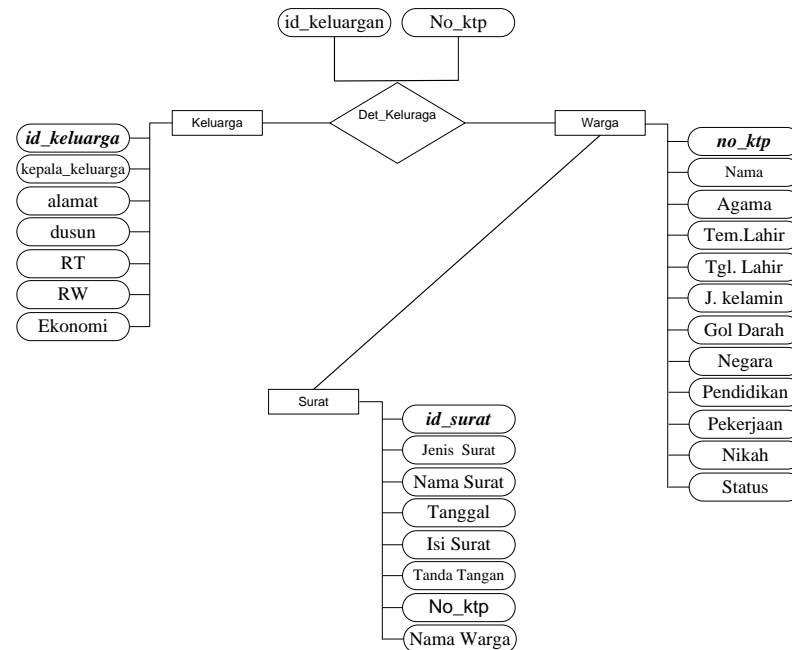 id_keluargan
No_ktp
Det_Keluraga
Keluarga
Warga
id_keluarga
kepala_keluarga
alamat
dusun
RT
RW
Ekonomi
no_ktp
Nama
Agama
Tem.Lahir
Tgl. Lahir
J. kelamin
Gol Darah
Negara
Pendidikan
Pekerjaan
Nikah
Status
Surat
id_surat
Jenis Surat
Nama Surat
Tanggal
Isi Surat
Tanda Tangan
No_ktp
Nama Warga